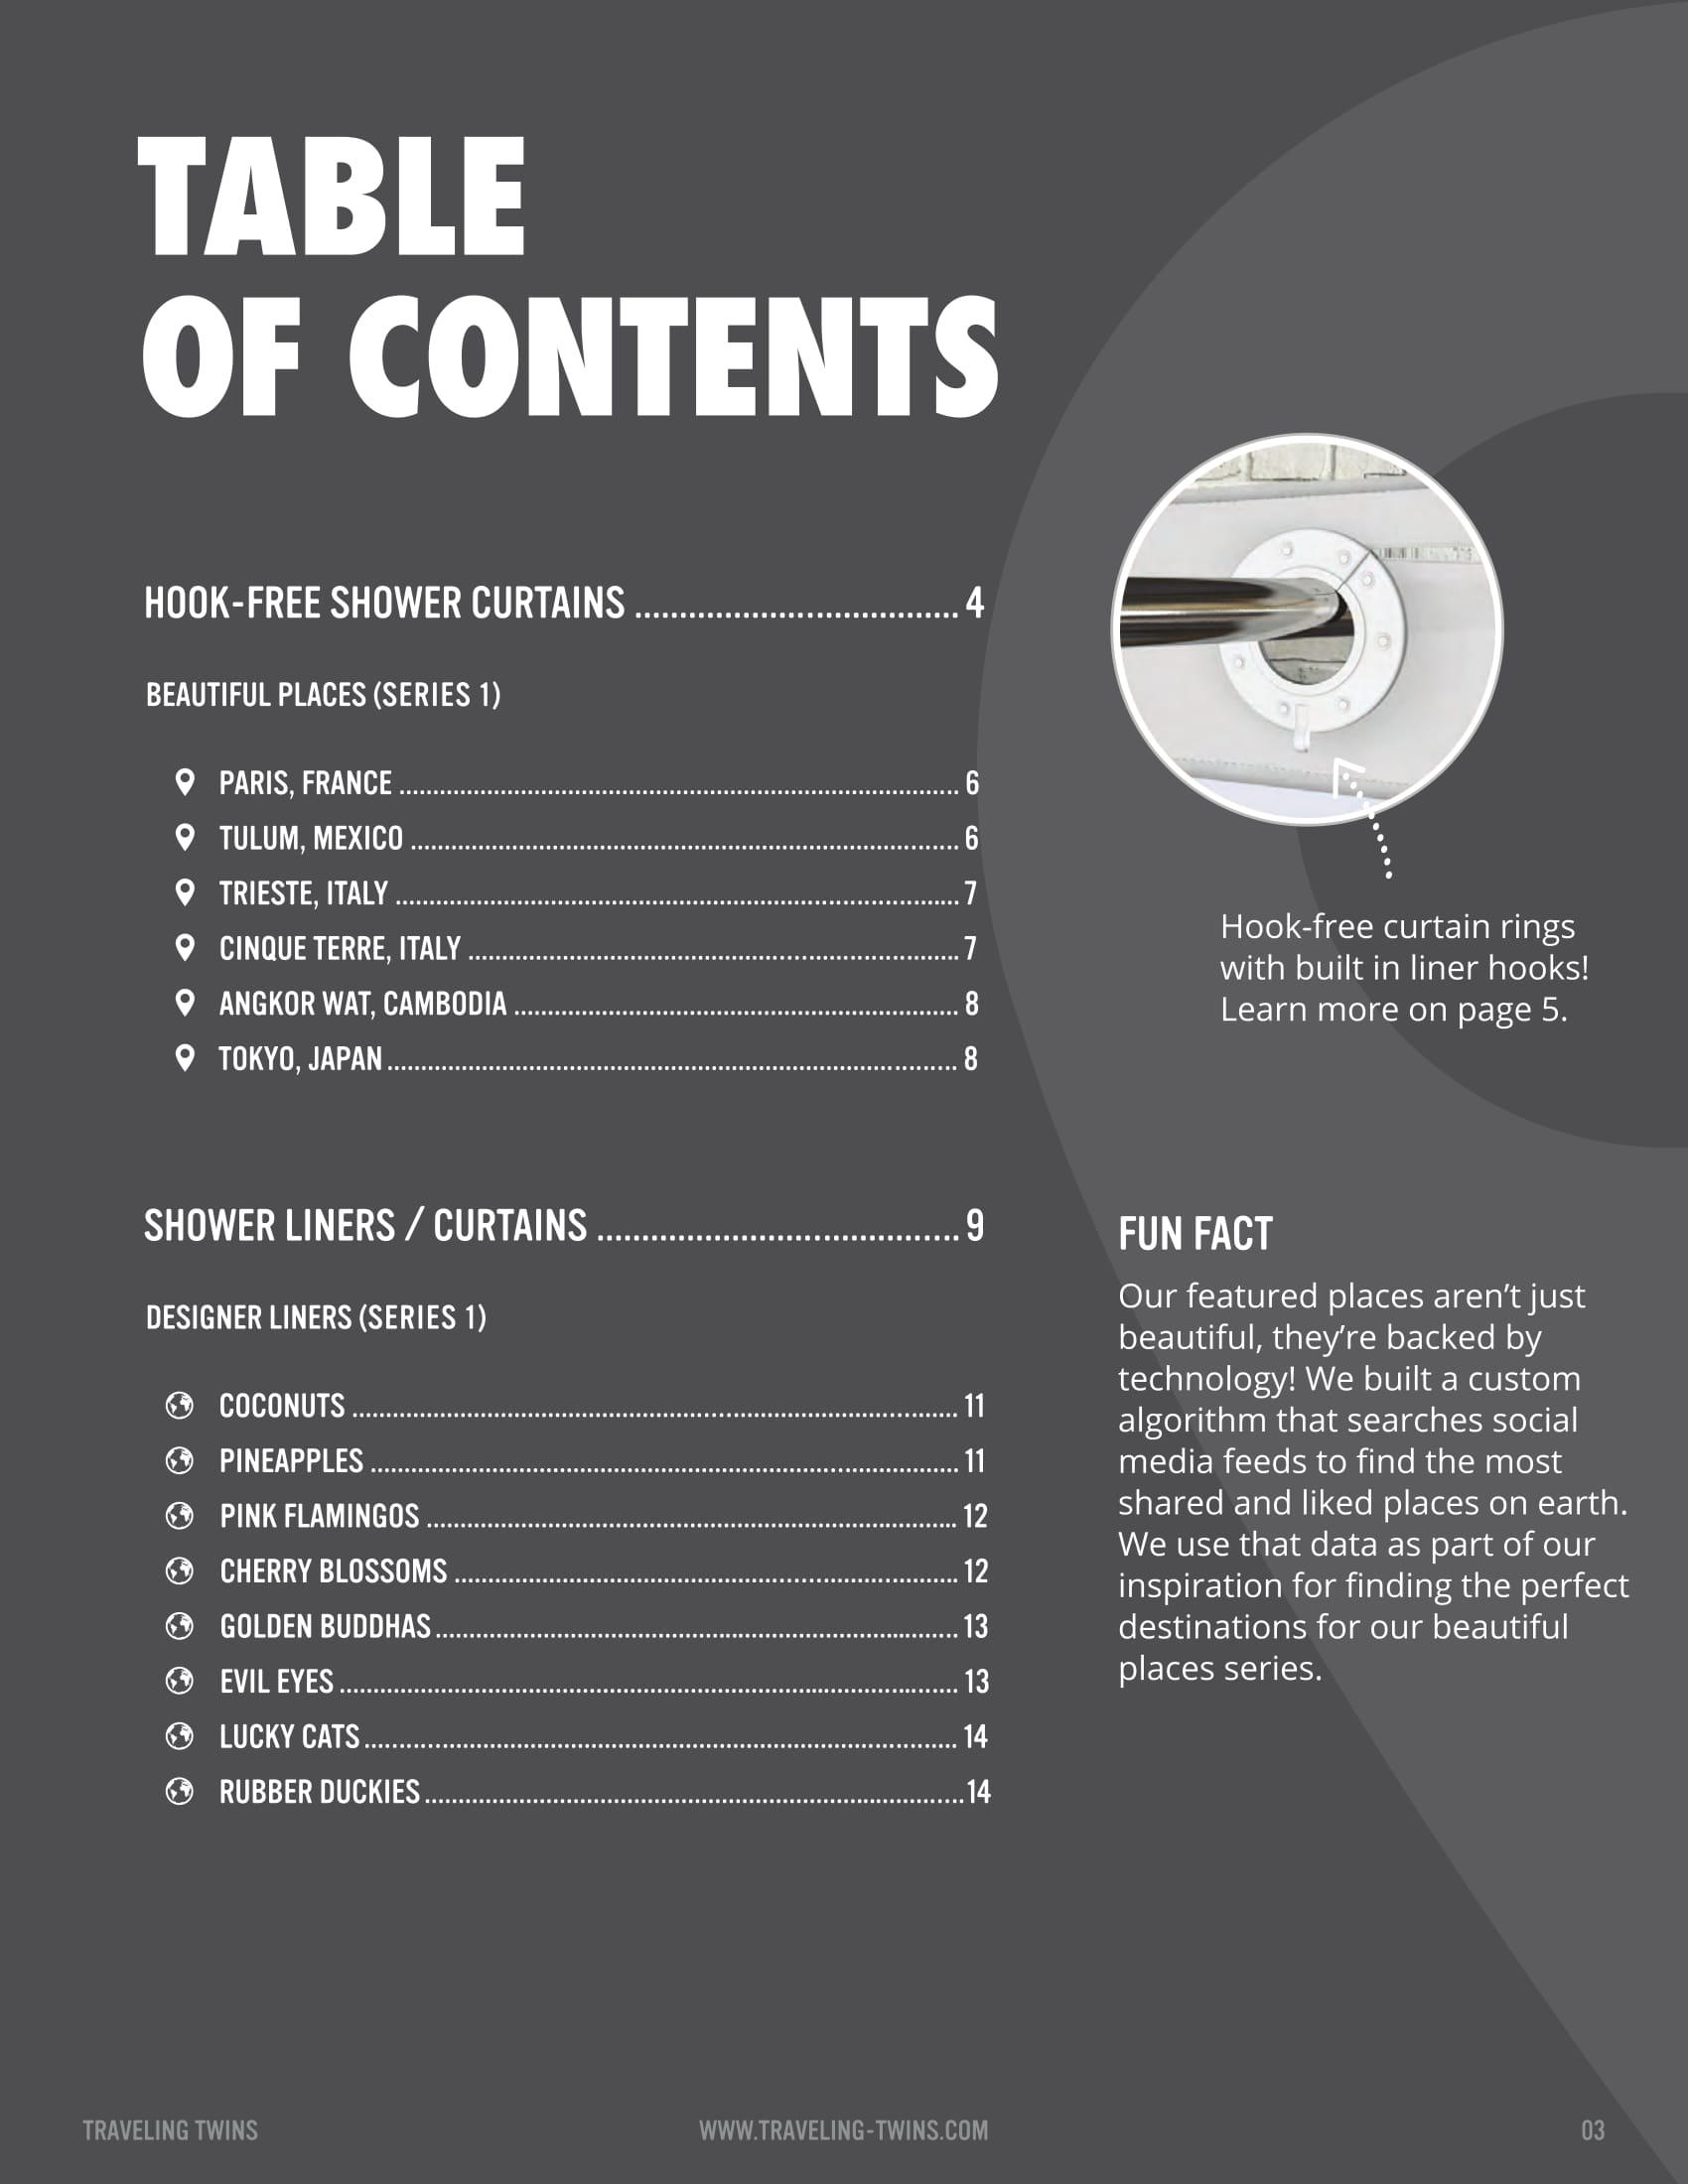 TABLE
OF CONTENTS
HOOK-FREE SHOWER CURTAINS ................................... 4
BEAUTIFUL PLACES (SERIES 1)
PARIS, FRANCE ................................... 6
TULUM, MEXICO ................................... 6
TRIESTE, ITALY ................................... 7
CINQUE TERRE, ITALY ................................... 7
ANGKOR WAT, CAMBODIA ................................... 8
TOKYO, JAPAN ................................... 8
SHOWER LINERS / CURTAINS ................................... 9
DESIGNER LINERS (SERIES 1)
COCONUTS ................................... 11
PINEAPPLES ................................... 11
PINK FLAMINGOS ................................... 12
CHERRY BLOSSOMS ................................... 12
GOLDEN BUDDHAS ................................... 13
EVIL EYES ................................... 13
LUCKY CATS ................................... 14
RUBBER DUCKIES ................................... 14
Hook-free curtain rings
with built in liner hooks!
Learn more on page 5.
FUN FACT
Our featured places aren’t just
beautiful, they’re backed by
technology! We built a custom
algorithm that searches social
media feeds to find the most
shared and liked places on earth.
We use that data as part of our
inspiration for finding the perfect
destinations for our beautiful
places series.
TRAVELING TWINS
WWW.TRAVELING-TWINS.COM
03